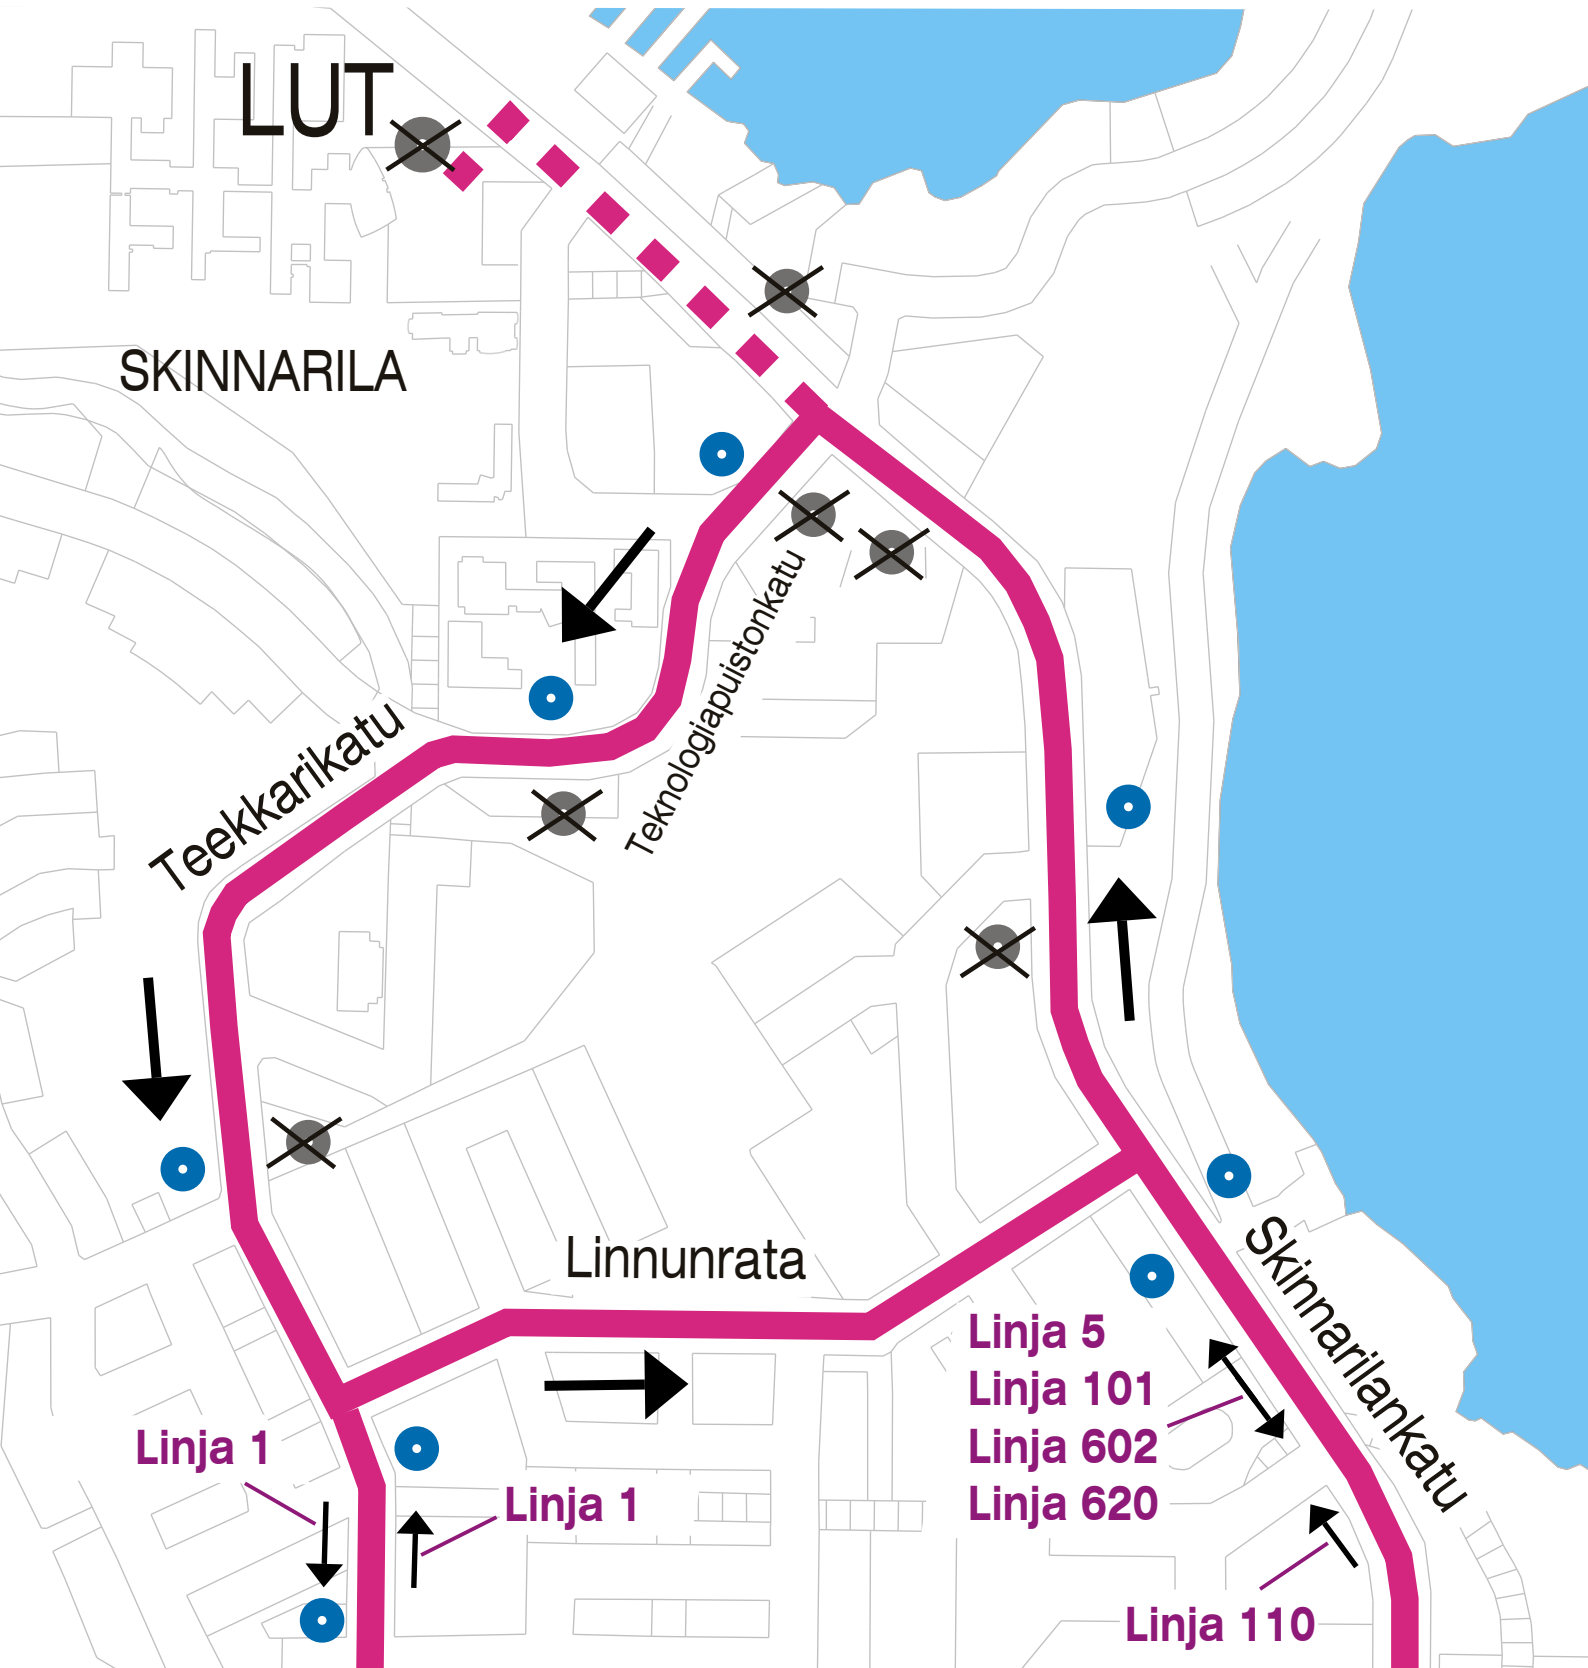 LUT
SKINNARILA
Teknologiapuistonkatu
Teekkarikatu
Linnunrata
Skinnarilankatu
Linja 5
Linja 101
Linja 602
Linja 620
Linja 1
Linja 1
Linja 110